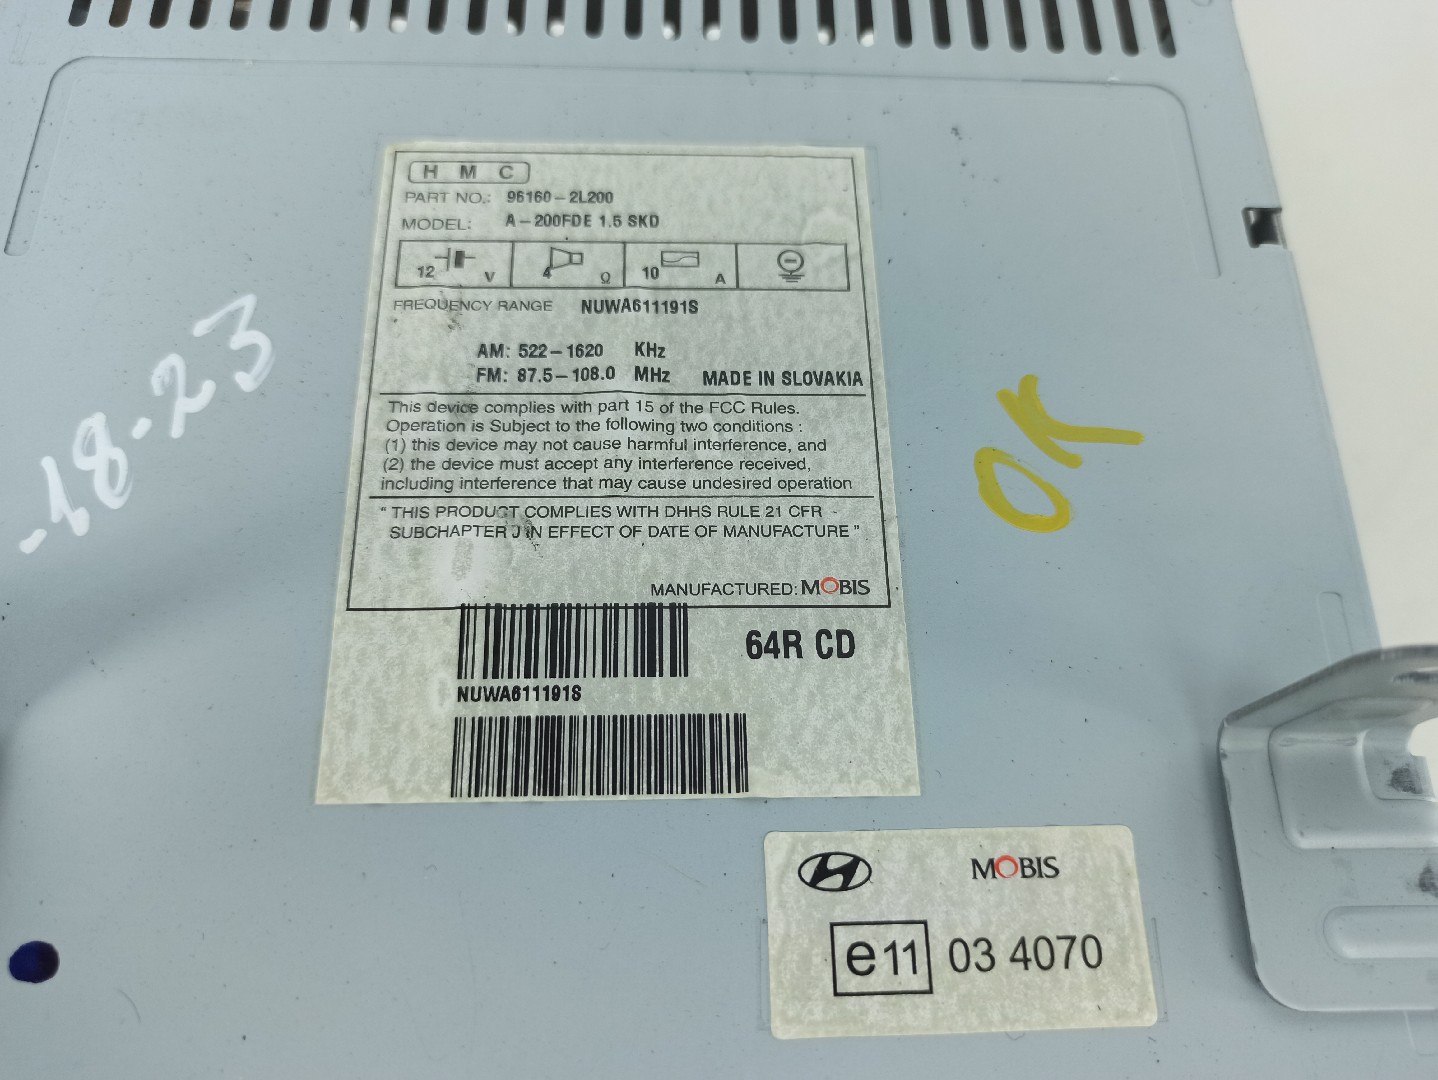 HMC
PART NO.: 96160-2L200
MODEL: A-200FDE 1.5 SKD
12 V 4 Ω 10 A
FREQUENCY RANGE NUWA611191S
AM: 522-1620 KHz
FM: 87.5-108.0 MHz MADE IN SLOVAKIA
This device complies with part 15 of the FCC Rules.
Operation is Subject to the following two conditions :
(1) this device may not cause harmful interference, and
(2) the device must accept any interference received,
including interference that may cause undesired operation
" THIS PRODUCT COMPLIES WITH DHHS RULE 21 CFR -
SUBCHAPTER J IN EFFECT OF DATE OF MANUFACTURE "
MANUFACTURED: MOBIS
64R CD
NUWA611191S
MOBIS
e11 03 4070
-18-23
OK